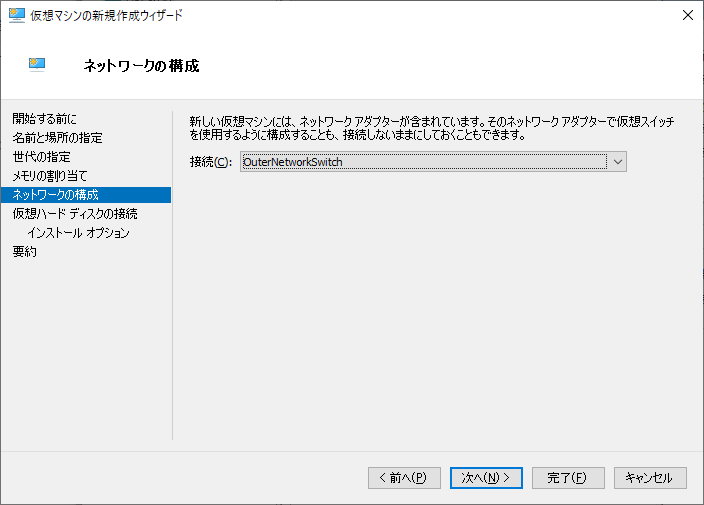 仮想マシンの新規作成ウィザード
ネットワークの構成
開始する前に
名前と場所の指定
世代の指定
メモリの割り当て
ネットワークの構成
仮想ハード ディスクの接続
インストール オプション
要約
新しい仮想マシンには、ネットワーク アダプターが含まれています。そのネットワーク アダプターで仮想スイッチ
を使用するように構成することも、接続しないままにしておくこともできます。
接続(C): OuterNetworkSwitch
< 前へ(P) 次へ(N) > 完了(F) キャンセル